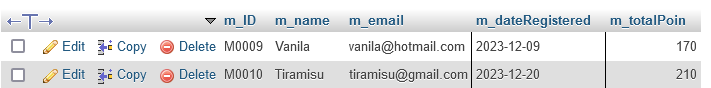 m_ID m_name m_email m_dateRegistered m_totalPoin
Edit Copy Delete M0009 Vanila vanila@hotmail.com 2023-12-09 170
Edit Copy Delete M0010 Tiramisu tiramisu@gmail.com 2023-12-20 210